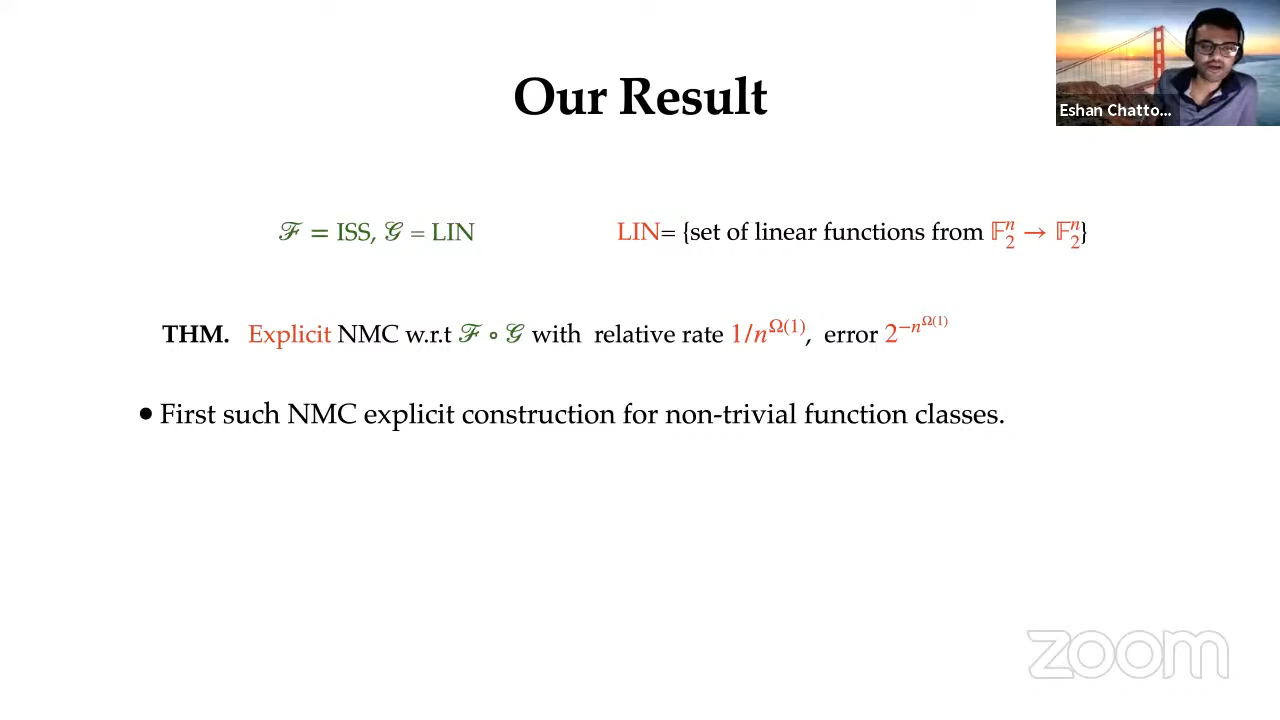 Eshan Chatto...
Our Result
ℱ = ISS, 𝒢 = LIN
LIN= {set of linear functions from 𝔽₂ⁿ → 𝔽₂ⁿ}
THM. Explicit NMC w.r.t ℱ ∘ 𝒢 with relative rate 1/n^{Ω(1)}, error 2^{−n^{Ω(1)}}
• First such NMC explicit construction for non-trivial function classes.
zoom